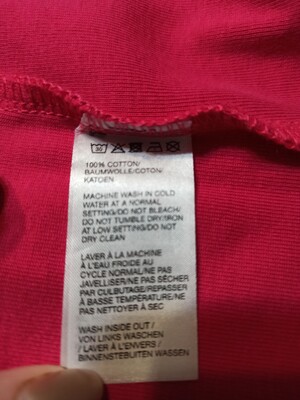 30
100% COTTON/
BAUMWOLLE/COTON/
KATOEN
MACHINE WASH IN COLD
WATER AT A NORMAL
SETTING/DO NOT BLEACH/
DO NOT TUMBLE DRY/IRON
AT LOW SETTING/DO NOT
DRY CLEAN
LAVER À LA MACHINE
À L'EAU FROIDE AU
CYCLE NORMAL/NE PAS
JAVELLISER/NE PAS SÉCHER
PAR CULBUTAGE/REPASSER
À BASSE TEMPÉRATURE/NE
PAS NETTOYER À SEC
WASH INSIDE OUT /
VON LINKS WASCHEN
/ LAVER À L'ENVERS /
BINNENSTEBUITEN WASSEN